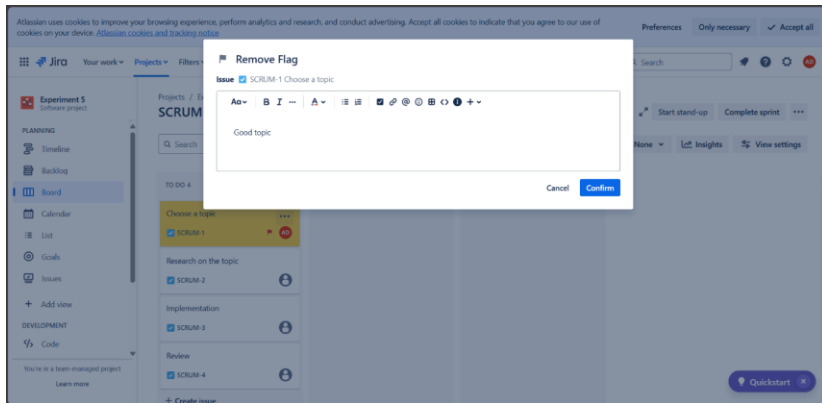 Atlassian uses cookies to improve your browsing experience, perform analytics and research, and conduct advertising. Accept all cookies to indicate that you agree to our use of
cookies on your device. Atlassian cookies and tracking notice
Preferences Only necessary Accept all
Jira Your work Projects Filters Search
Remove Flag
Issue SCRUM-1 Choose a topic
Aa B I ... A
Good topic
Cancel Confirm
Experiment 5
Software project
PLANNING
Timeline
Backlog
Board
Calendar
List
Goals
Issues
Add view
DEVELOPMENT
Code
You're in a team-managed project
Learn more
Projects /
SCRUM
Start stand-up Complete sprint
Search
None Insights View settings
TO DO 4
Choose a topic
SCRUM-1 AD
Research on the topic
SCRUM-2
Implementation
SCRUM-3
Review
SCRUM-4
+ Create issue
Quickstart